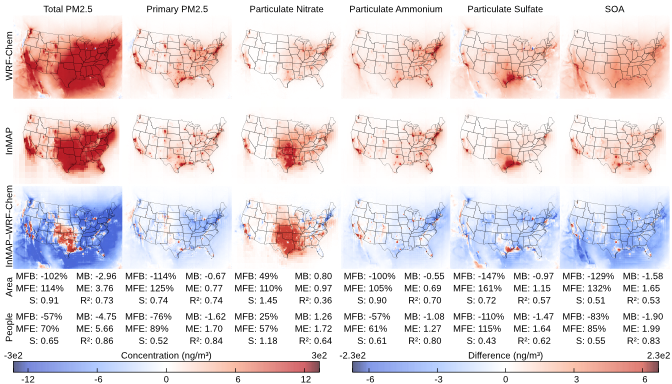 Total PM2.5 Primary PM2.5 Particulate Nitrate Particulate Ammonium Particulate Sulfate SOA
WRF-Chem
InMAP
InMAP-WRF-Chem
Area
MFB: -102% MB: -2.96 MFB: -114% MB: -0.67 MFB: 49% MB: 0.80 MFB: -100% MB: -0.55 MFB: -147% MB: -0.97 MFB: -129% MB: -1.58
MFE: 114% ME: 3.76 MFE: 125% ME: 0.77 MFE: 110% ME: 0.97 MFE: 105% ME: 0.69 MFE: 161% ME: 1.15 MFE: 132% ME: 1.65
S: 0.91 R²: 0.73 S: 0.74 R²: 0.74 S: 1.45 R²: 0.36 S: 0.90 R²: 0.70 S: 0.72 R²: 0.57 S: 0.51 R²: 0.53
People
MFB: -57% MB: -4.75 MFB: -76% MB: -1.62 MFB: 25% MB: 1.26 MFB: -57% MB: -1.08 MFB: -110% MB: -1.47 MFB: -83% MB: -1.90
MFE: 70% ME: 5.66 MFE: 89% ME: 1.70 MFE: 57% ME: 1.72 MFE: 61% ME: 1.27 MFE: 115% ME: 1.64 MFE: 85% ME: 1.99
S: 0.65 R²: 0.86 S: 0.52 R²: 0.84 S: 1.18 R²: 0.64 S: 0.61 R²: 0.80 S: 0.43 R²: 0.62 S: 0.55 R²: 0.83
-3e2 Concentration (ng/m³) 3e2 -2.3e2 Difference (ng/m³) 2.3e2
-12 -6 0 6 12 -6 -3 0 3 6